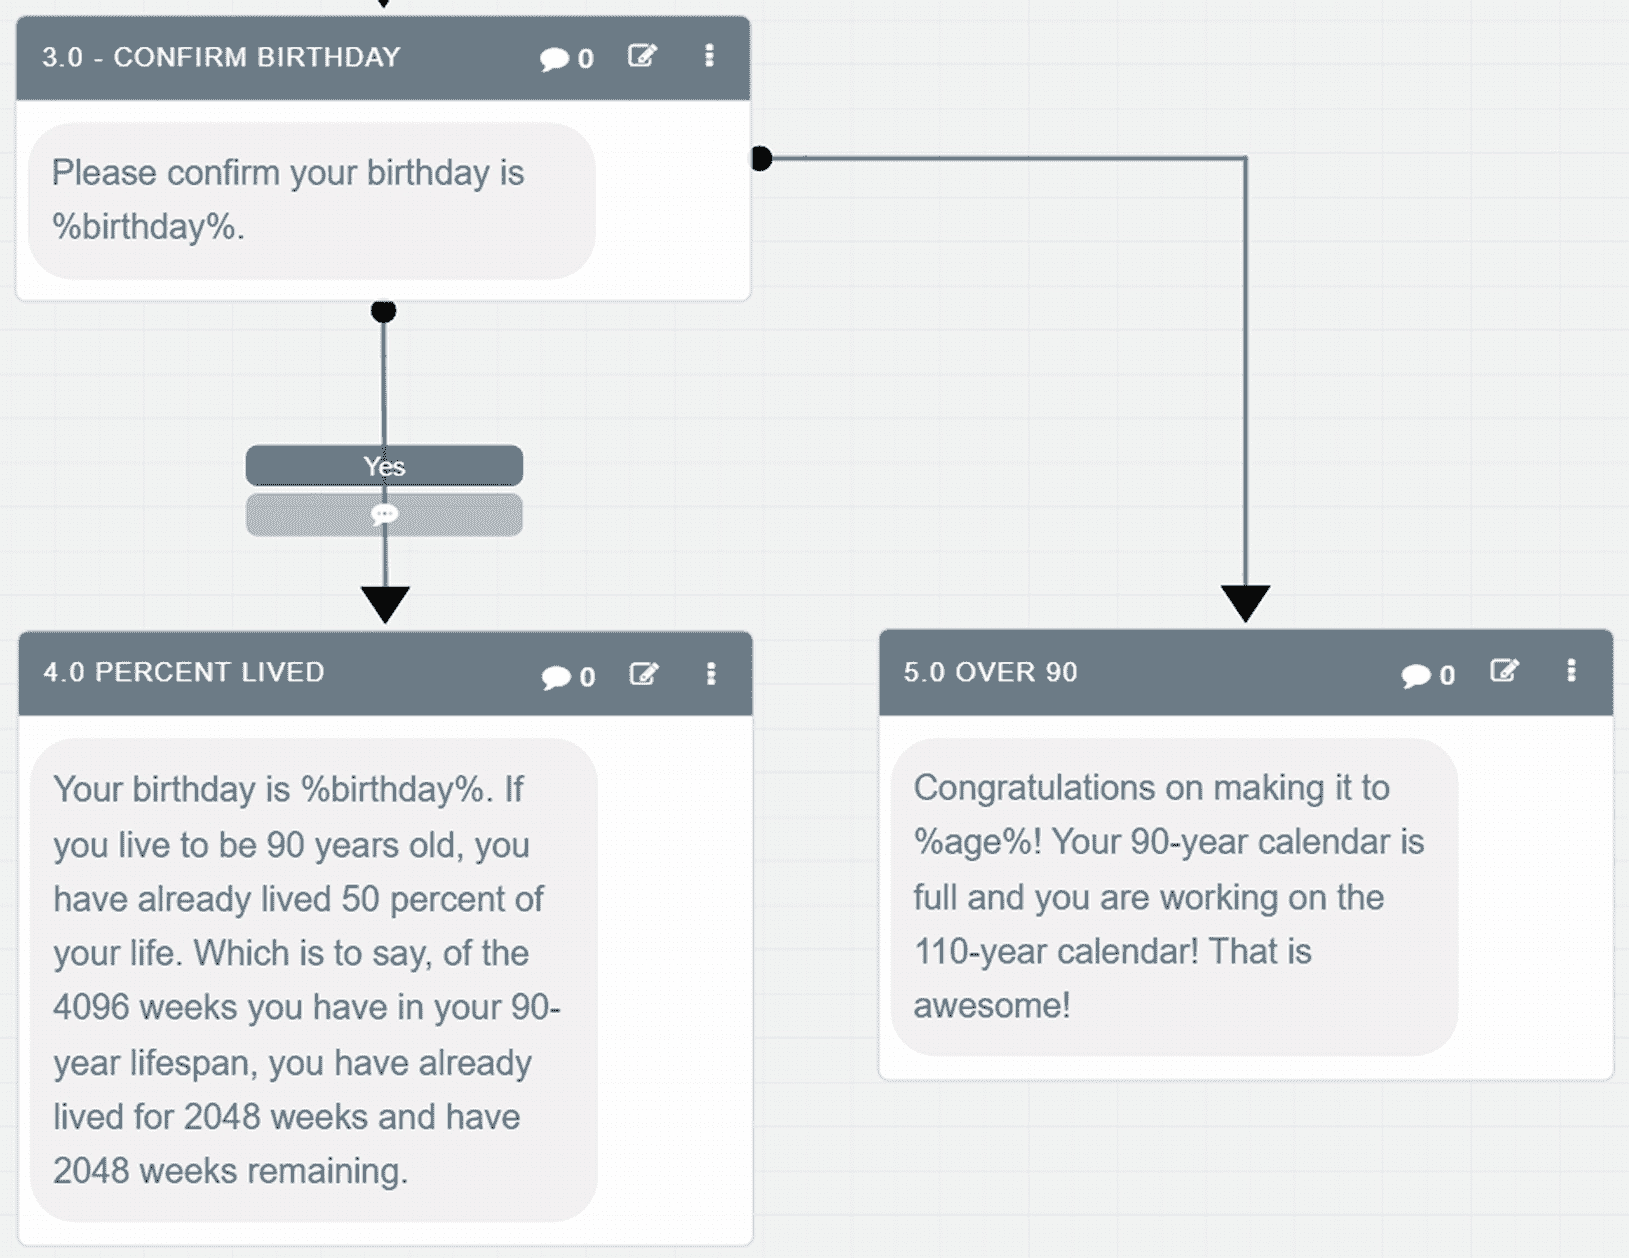 3.0 - CONFIRM BIRTHDAY 0
Please confirm your birthday is
%birthday%.
Yes
4.0 PERCENT LIVED 0
Your birthday is %birthday%. If
you live to be 90 years old, you
have already lived 50 percent of
your life. Which is to say, of the
4096 weeks you have in your 90-
year lifespan, you have already
lived for 2048 weeks and have
2048 weeks remaining.
5.0 OVER 90 0
Congratulations on making it to
%age%! Your 90-year calendar is
full and you are working on the
110-year calendar! That is
awesome!